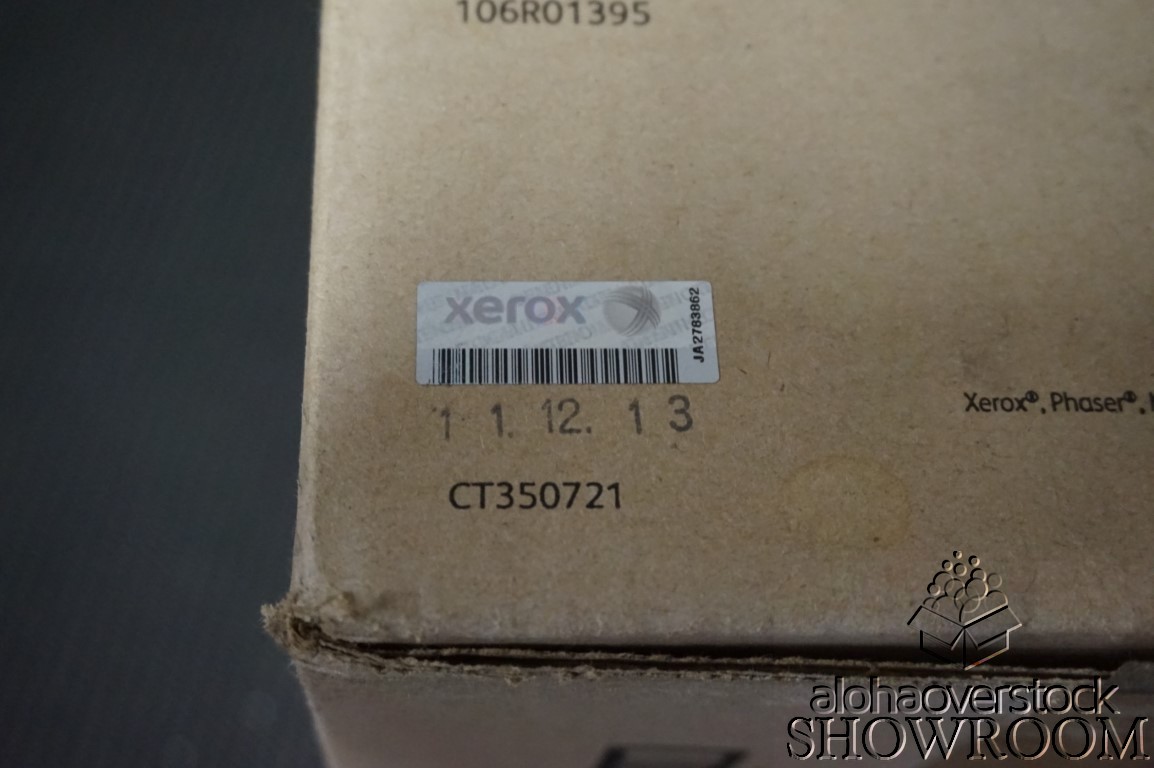 106R01395
xerox
JA2783862
1 1. 12. 1 3
CT350721
Xerox®, Phaser®,
alohaoverstock
SHOWROOM